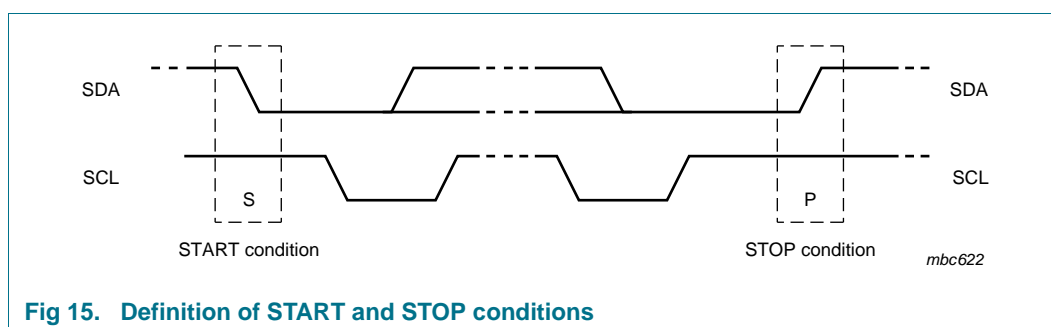 SDA
SDA
SCL
SCL
S
P
START condition
STOP condition
mbc622
Fig 15. Definition of START and STOP conditions